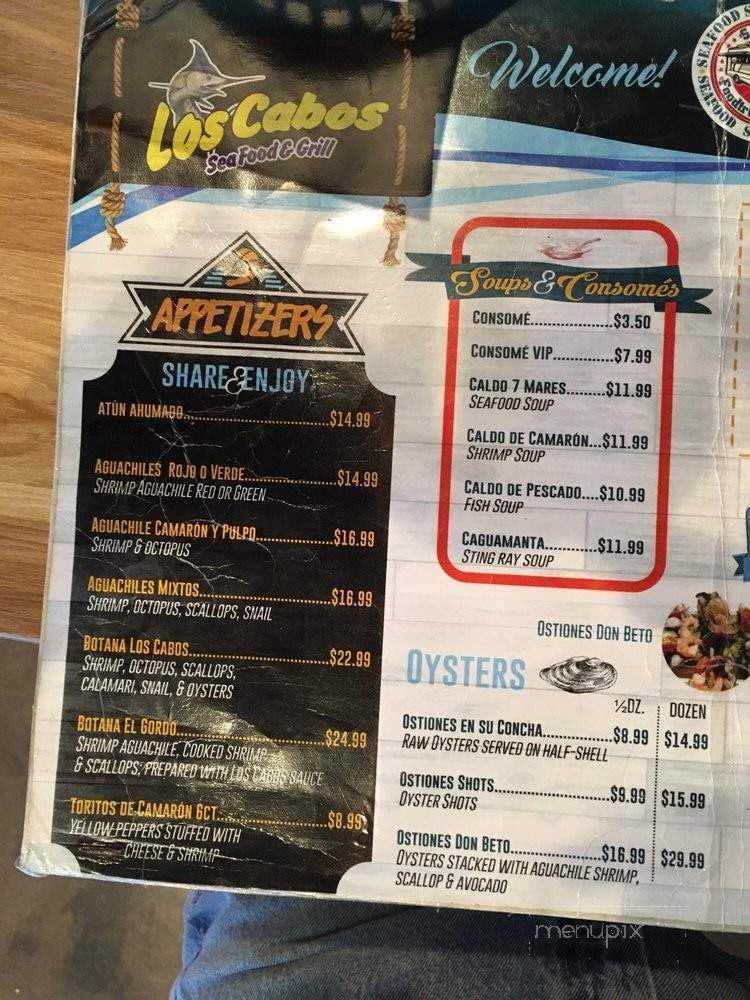 Los Cabos
Sea Food & Grill
Welcome!
SEAFOOD
SEAFOOD
APPETIZERS
SHARE & ENJOY
ATÚN AHUMADO..............................$14.99
AGUACHILES ROJO O VERDE..................$14.99
SHRIMP AGUACHILE RED OR GREEN
AGUACHILE CAMARÓN Y PULPO................$16.99
SHRIMP & OCTOPUS
AGUACHILES MIXTOS..........................$16.99
SHRIMP, OCTOPUS, SCALLOPS, SNAIL
BOTANA LOS CABOS............................$22.99
SHRIMP, OCTOPUS, SCALLOPS,
CALAMARI, SNAIL, & OYSTERS
BOTANA EL GORDO..............................$24.99
SHRIMP AGUACHILE, COOKED SHRIMP
& SCALLOPS, PREPARED WITH LOS CABOS SAUCE
TORITOS DE CAMARÓN 6CT......................$8.99
YELLOW PEPPERS STUFFED WITH
CHEESE & SHRIMP
Soups & Consomés
CONSOMÉ.....................$3.50
CONSOMÉ VIP...............$7.99
CALDO 7 MARES.......$11.99
SEAFOOD SOUP
CALDO DE CAMARÓN...$11.99
SHRIMP SOUP
CALDO DE PESCADO....$10.99
FISH SOUP
CAGUAMANTA...........$11.99
STING RAY SOUP
OSTIONES DON BETO
OYSTERS
½DZ. DOZEN
OSTIONES EN SU CONCHA..............$8.99 $14.99
RAW OYSTERS SERVED ON HALF-SHELL
OSTIONES SHOTS.......................$9.99 $15.99
OYSTER SHOTS
OSTIONES DON BETO..................$16.99 $29.99
OYSTERS STACKED WITH AGUACHILE SHRIMP,
SCALLOP & AVOCADO
menupix